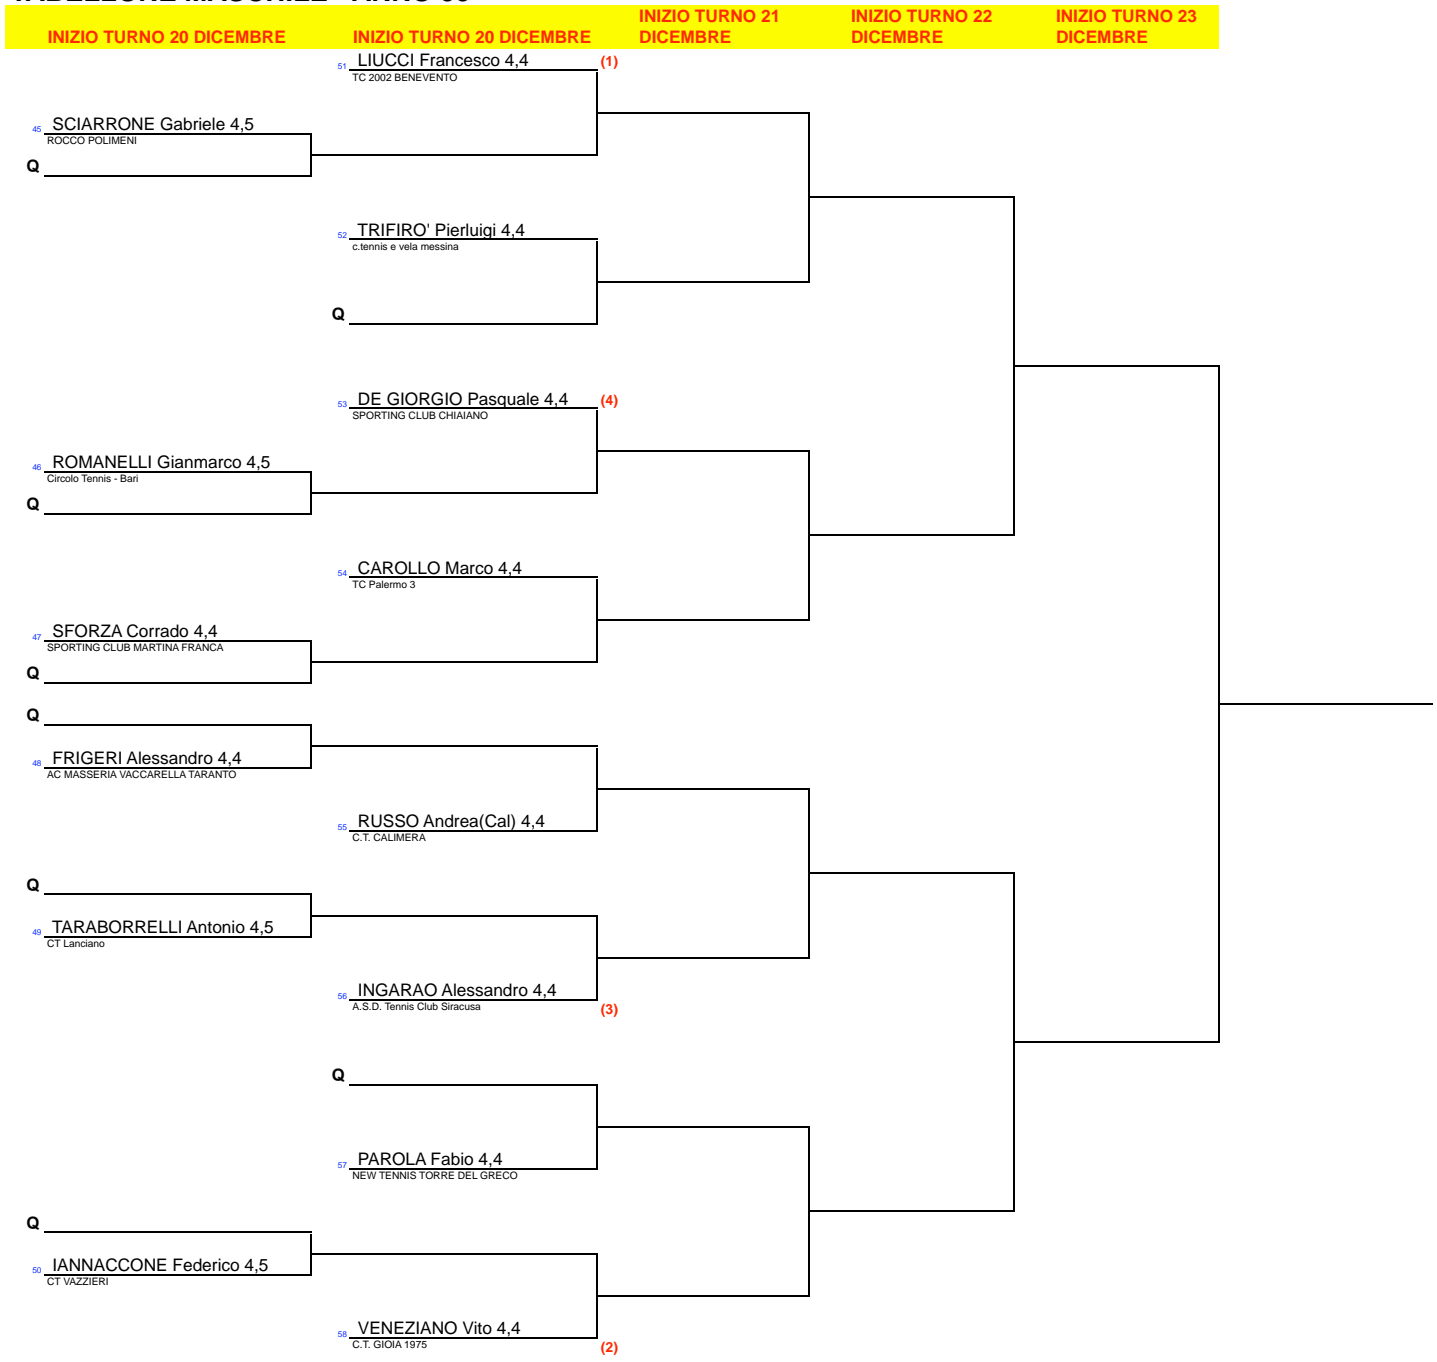 INIZIO TURNO 20 DICEMBRE
INIZIO TURNO 20 DICEMBRE
INIZIO TURNO 21
DICEMBRE
INIZIO TURNO 22
DICEMBRE
INIZIO TURNO 23
DICEMBRE
51 LIUCCI Francesco 4,4 (1)
TC 2002 BENEVENTO
45 SCIARRONE Gabriele 4,5
ROCCO POLIMENI
Q
52 TRIFIRO' Pierluigi 4,4
c.tennis e vela messina
Q
53 DE GIORGIO Pasquale 4,4 (4)
SPORTING CLUB CHIAIANO
46 ROMANELLI Gianmarco 4,5
Circolo Tennis - Bari
Q
54 CAROLLO Marco 4,4
TC Palermo 3
47 SFORZA Corrado 4,4
SPORTING CLUB MARTINA FRANCA
Q
Q
48 FRIGERI Alessandro 4,4
AC MASSERIA VACCARELLA TARANTO
55 RUSSO Andrea(Cal) 4,4
C.T. CALIMERA
Q
49 TARABORRELLI Antonio 4,5
CT Lanciano
56 INGARAO Alessandro 4,4
A.S.D. Tennis Club Siracusa
(3)
Q
57 PAROLA Fabio 4,4
NEW TENNIS TORRE DEL GRECO
Q
50 IANNACCONE Federico 4,5
CT VAZZIERI
58 VENEZIANO Vito 4,4
C.T. GIOIA 1975
(2)